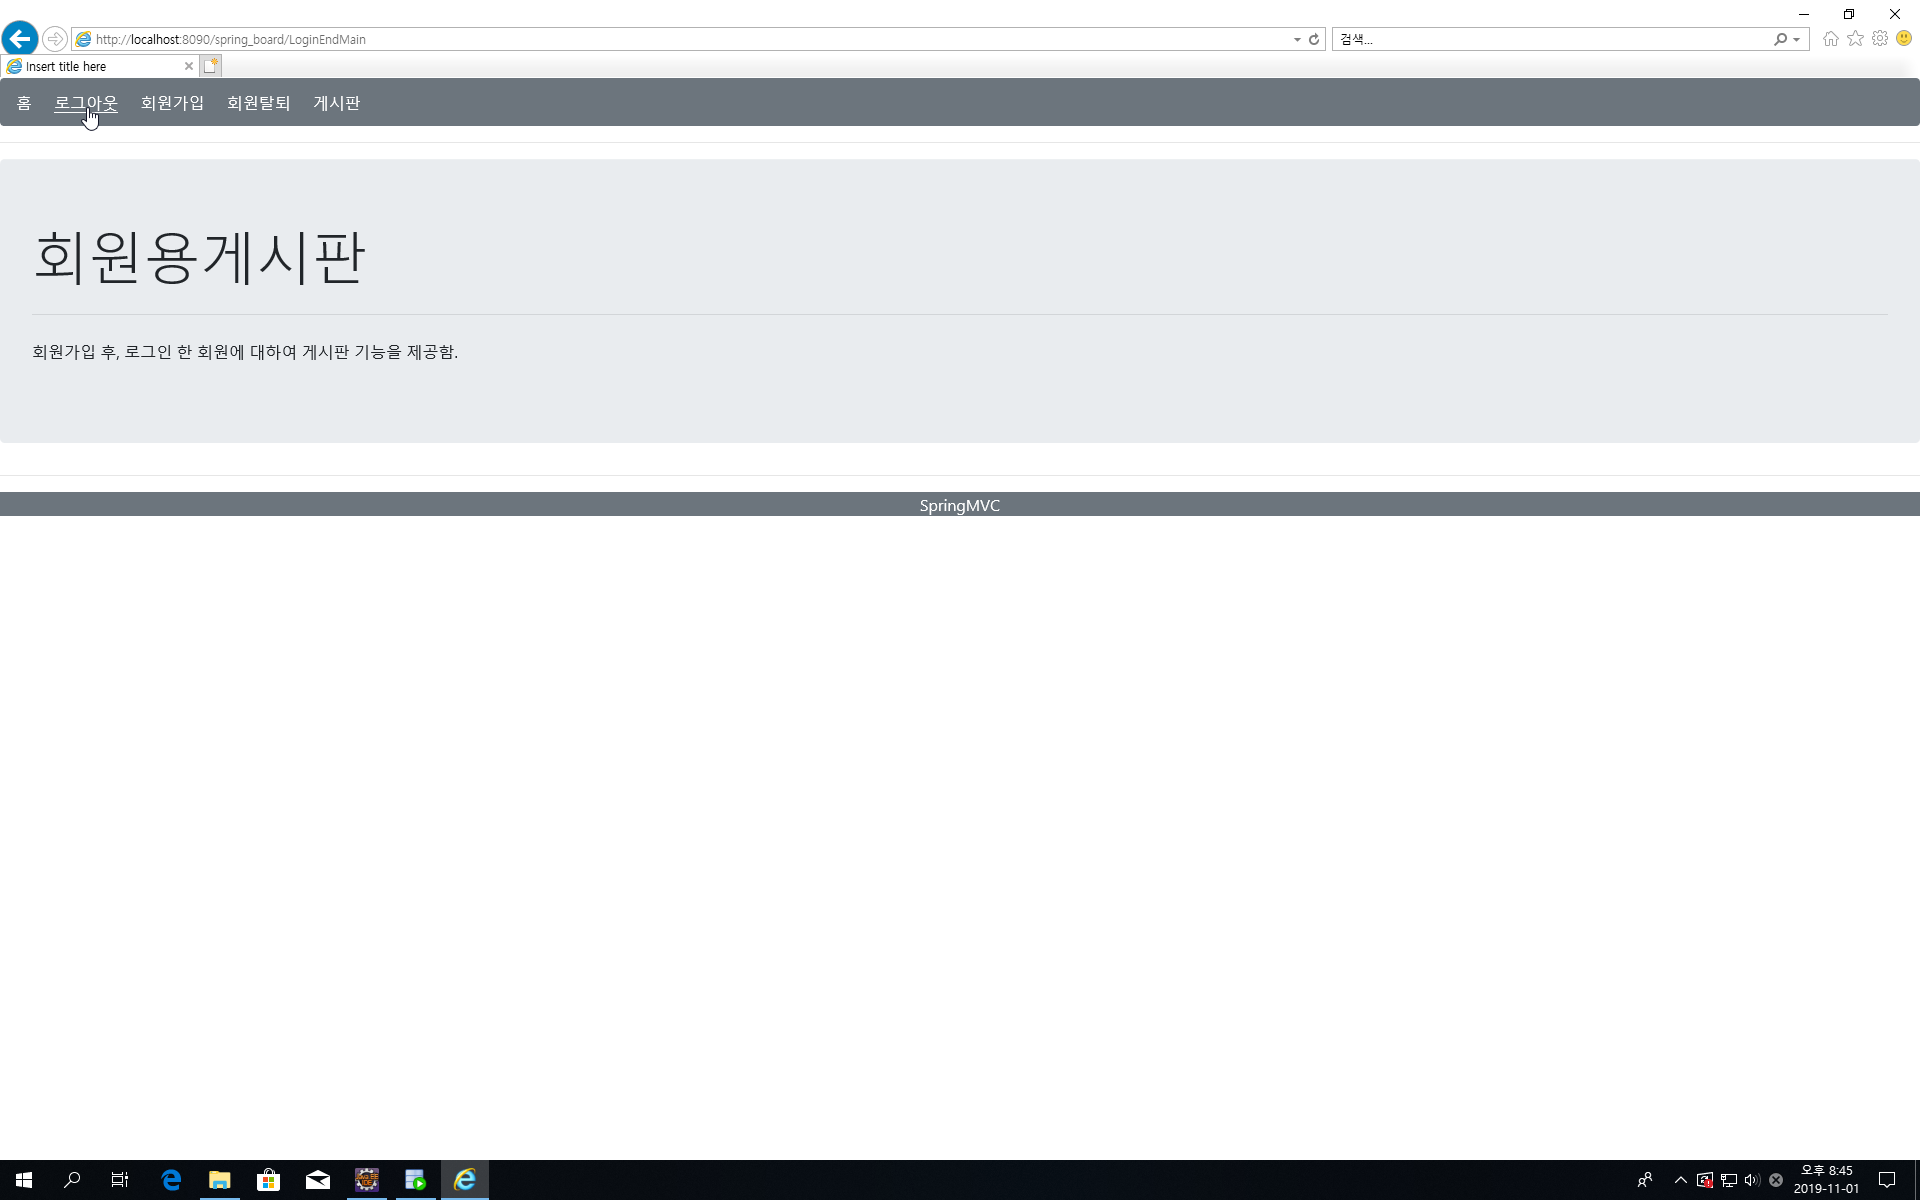 http://localhost:8090/spring_board/LoginEndMain
검색...
Insert title here
홈 로그아웃 회원가입 회원탈퇴 게시판
회원용게시판
회원가입 후, 로그인 한 회원에 대하여 게시판 기능을 제공함.
SpringMVC
오후 8:45
2019-11-01